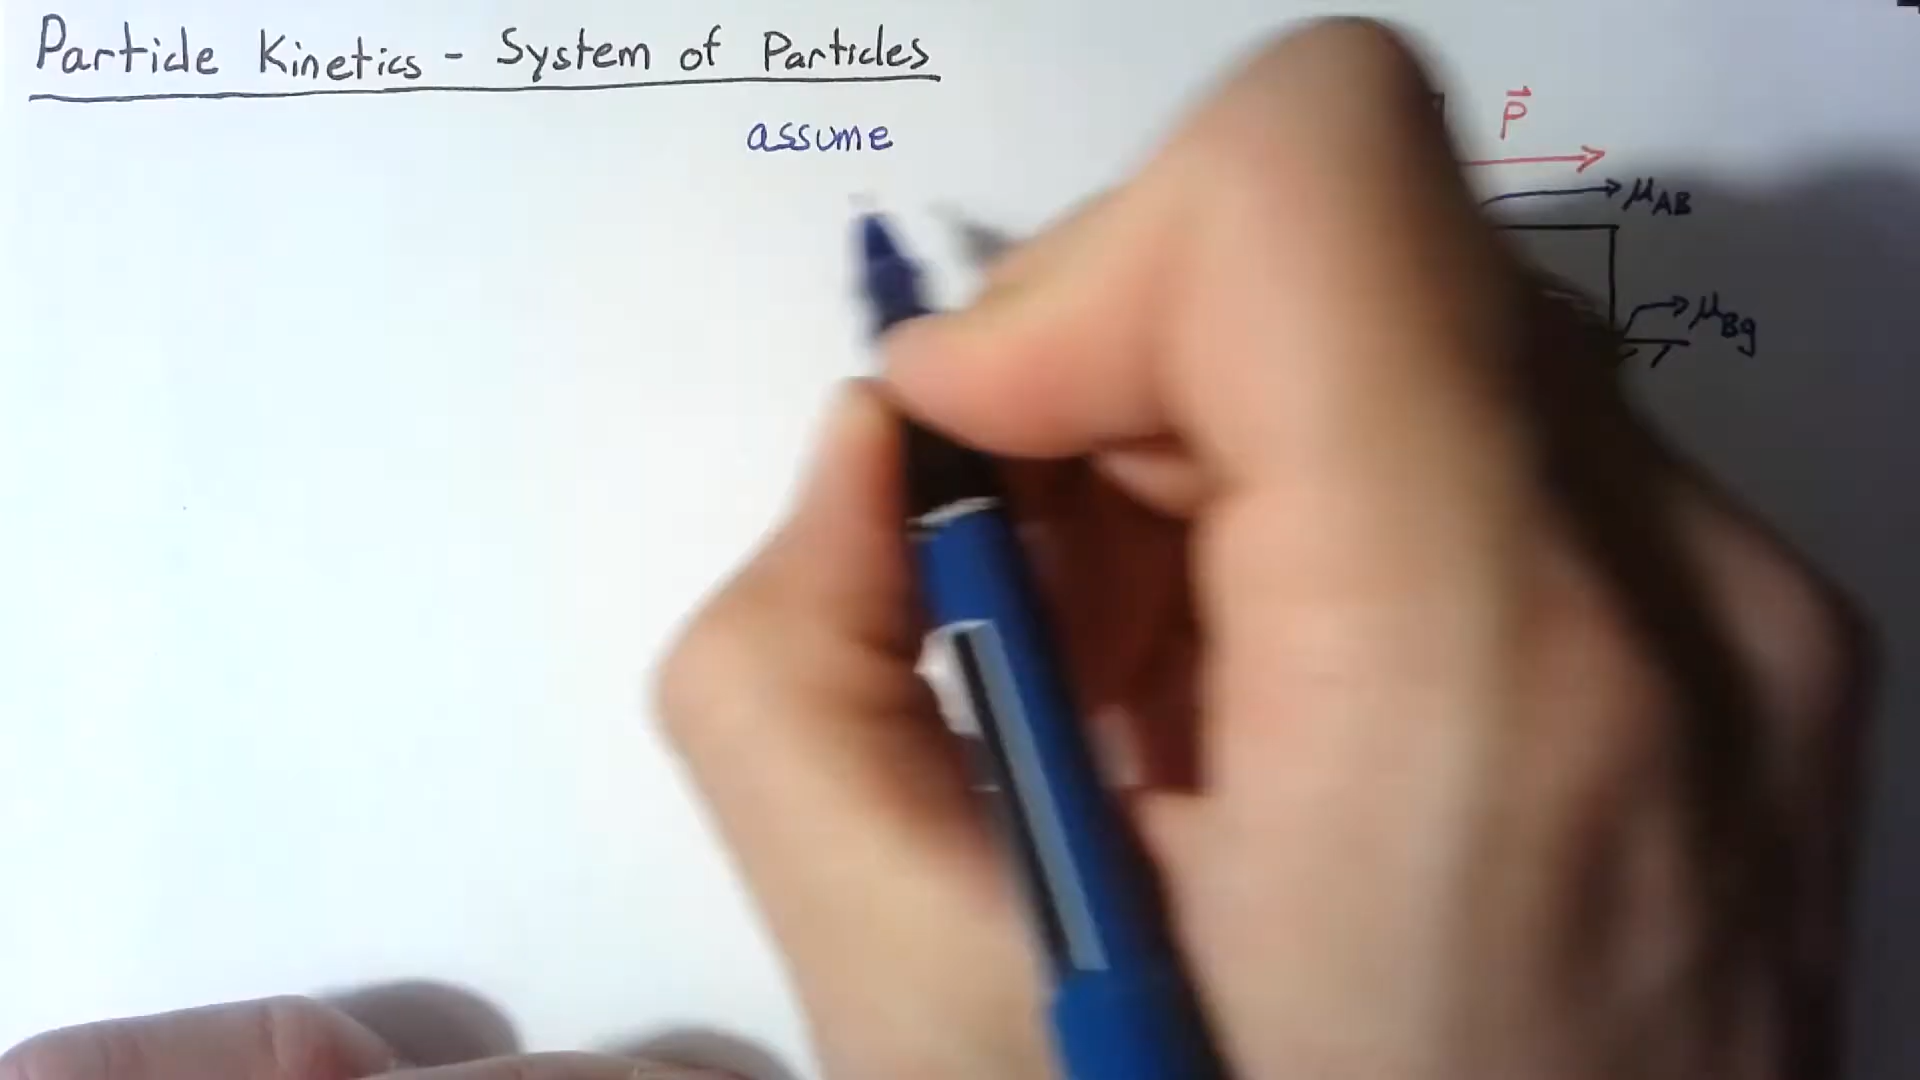 Particle Kinetics - System of Particles
assume
P
μAB
μBg